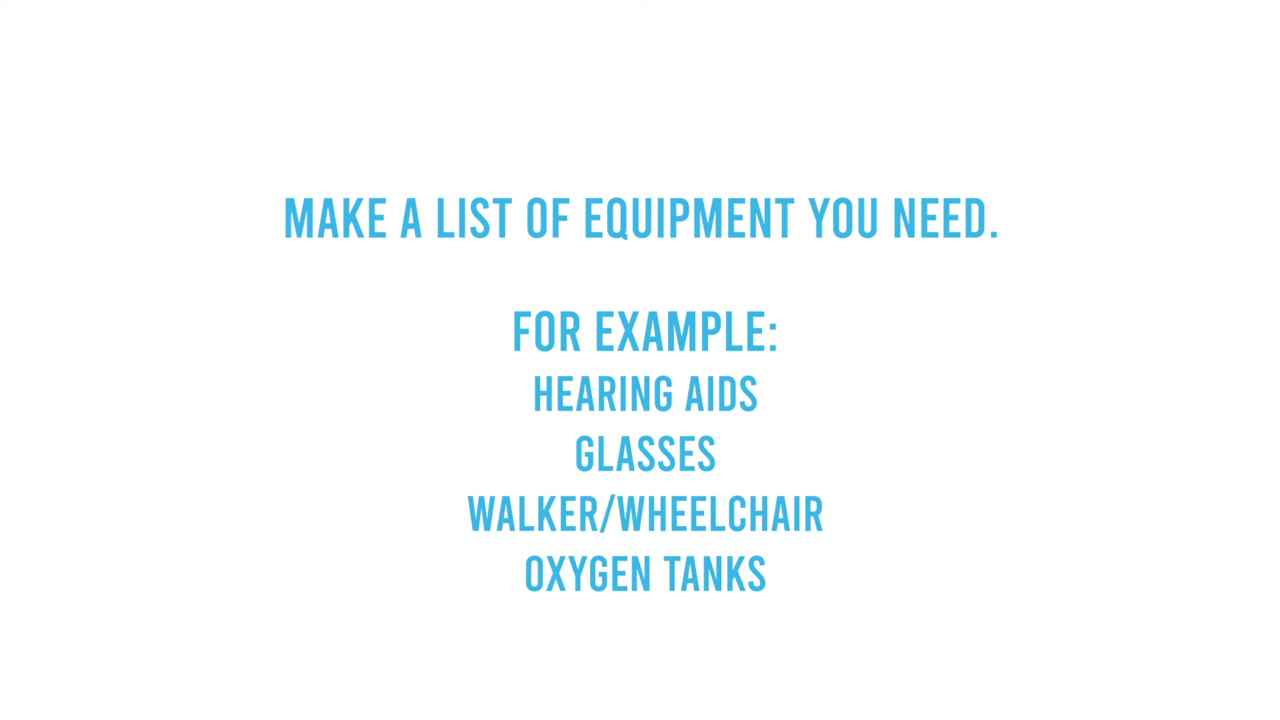 MAKE A LIST OF EQUIPMENT YOU NEED.
FOR EXAMPLE:
HEARING AIDS
GLASSES
WALKER/WHEELCHAIR
OXYGEN TANKS